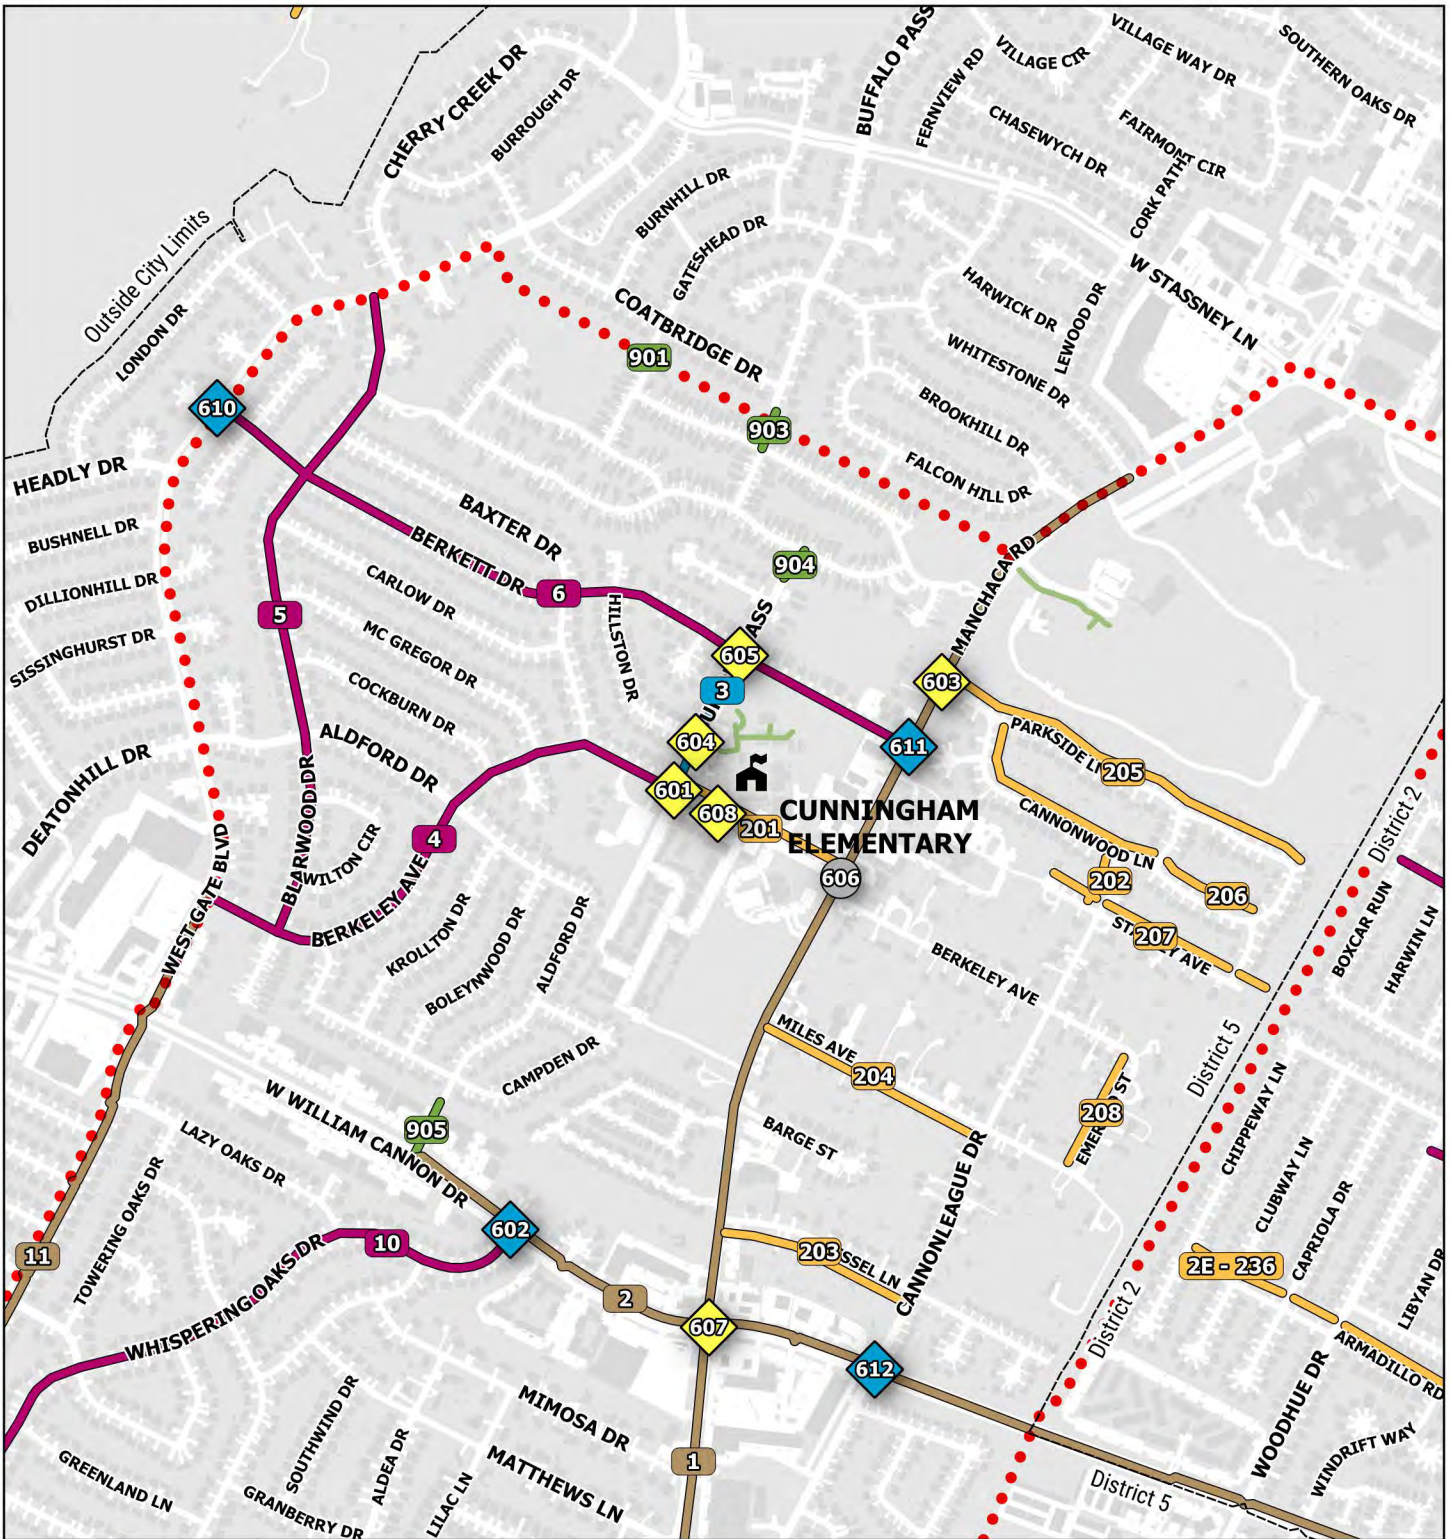 BUFFALO PASS
VILLAGE CIR
VILLAGE WAY DR
SOUTHERN OAKS DR
CHERRY CREEK DR
BURROUGH DR
FERNVIEW RD
CHASEWYCH DR
FAIRMONT CIR
CORK PATH
Outside City Limits
LONDON DR
BURNHILL DR
GATESHEAD DR
COATBRIDGE DR
HARWICK DR
LEWOOD DR
W STASSNEY LN
WHITESTONE DR
BROOKHILL DR
FALCON HILL DR
901
903
904
610
HEADLY DR
BUSHNELL DR
DILLIONHILL DR
SISSINGHURST DR
DEATONHILL DR
BAXTER DR
BERKETT DR
6
5
CARLOW DR
MC GREGOR DR
COCKBURN DR
ALDFORD DR
HILLSTON DR
ASS
605
3
U
604
601
608
201
CUNNINGHAM
ELEMENTARY
606
611
603
MANCHACA RD
PARKSIDE LN
205
CANNONWOOD LN
202
206
207
ST
EY AVE
District 2
BOXCAR RUN
HARWIN LN
BLARWOOD DR
WILTON CIR
4
BERKELEY AVE
WESTGATE BLVD
KROLLTON DR
BOLEYNWOOD DR
ALDFORD DR
BERKELEY AVE
MILES AVE
204
CAMPDEN DR
BARGE ST
208
EMER
D ST
District 5
CHIPPEWAY LN
CLUBWAY LN
CAPRIOLA DR
LIBYAN DR
W WILLIAM CANNON DR
905
LAZY OAKS DR
TOWERING OAKS DR
11
10
602
WHISPERING OAKS DR
2
203
SSEL LN
CANNONLEAGUE DR
2E - 236
ARMADILLO RD
607
612
District 2
MIMOSA DR
MATTHEWS LN
1
SOUTHWIND DR
ALDEA DR
LILAC LN
GREENLAND LN
GRANBERRY DR
District 5
WOODHUE DR
WINDRIFT WAY